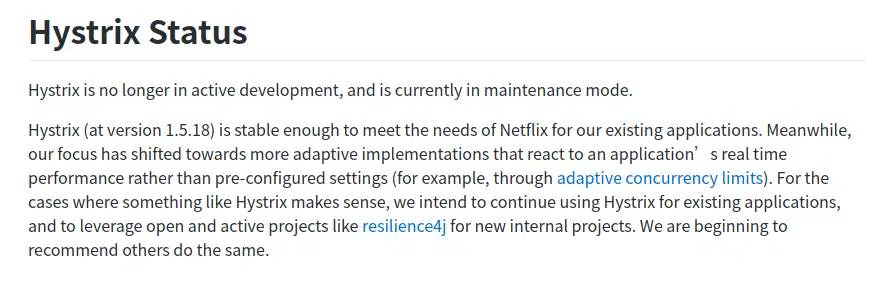 Hystrix Status
Hystrix is no longer in active development, and is currently in maintenance mode.
Hystrix (at version 1.5.18) is stable enough to meet the needs of Netflix for our existing applications. Meanwhile,
our focus has shifted towards more adaptive implementations that react to an application’s real time
performance rather than pre-configured settings (for example, through adaptive concurrency limits). For the
cases where something like Hystrix makes sense, we intend to continue using Hystrix for existing applications,
and to leverage open and active projects like resilience4j for new internal projects. We are beginning to
recommend others do the same.